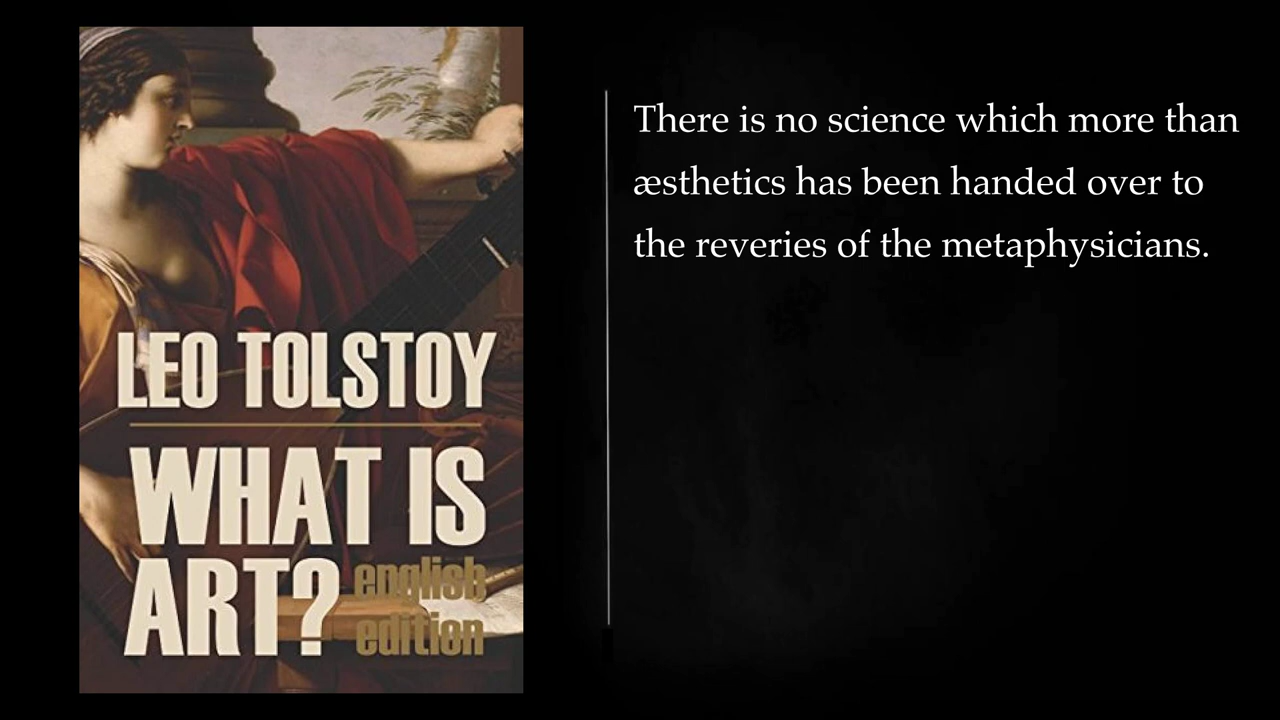 LEO TOLSTOY
WHAT IS
ART?
english
edition
There is no science which more than
æsthetics has been handed over to
the reveries of the metaphysicians.